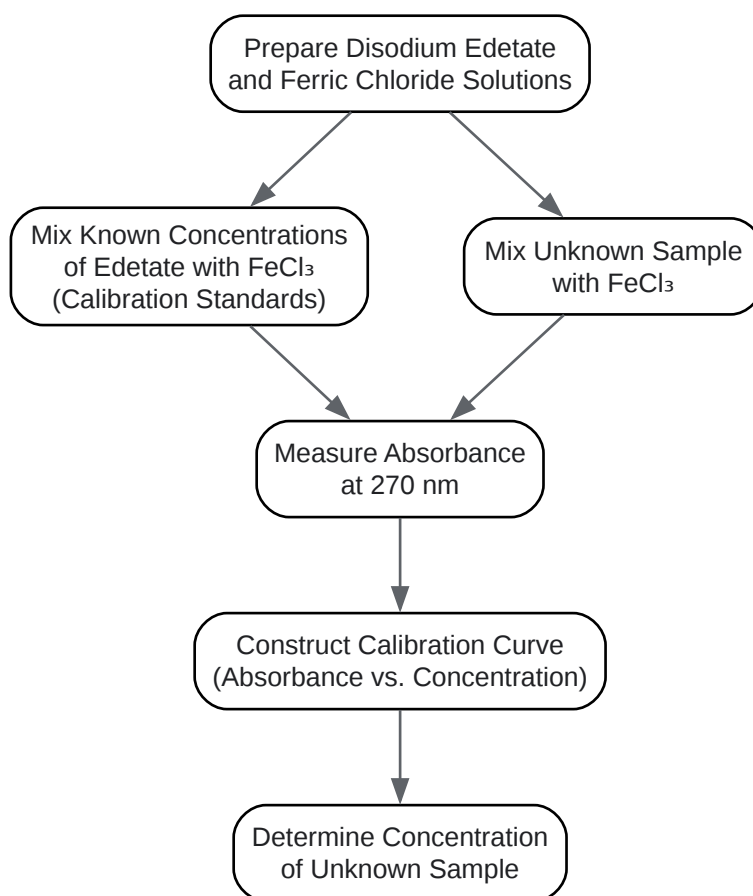 Prepare Disodium Edetate
and Ferric Chloride Solutions
Mix Known Concentrations
of Edetate with FeCl₃
(Calibration Standards)
Mix Unknown Sample
with FeCl₃
Measure Absorbance
at 270 nm
Construct Calibration Curve
(Absorbance vs. Concentration)
Determine Concentration
of Unknown Sample